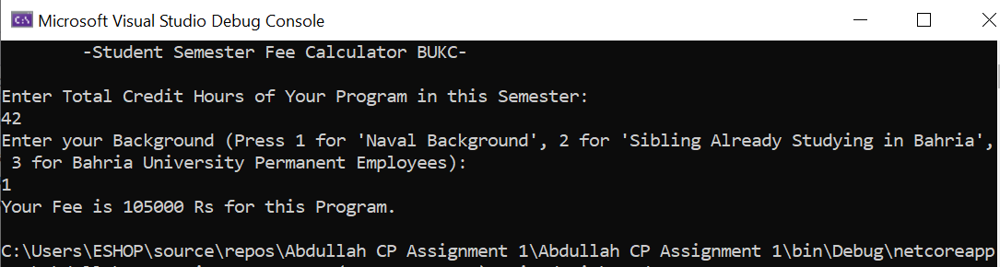 C:\ Microsoft Visual Studio Debug Console
-Student Semester Fee Calculator BUKC-
Enter Total Credit Hours of Your Program in this Semester:
42
Enter your Background (Press 1 for 'Naval Background', 2 for 'Sibling Already Studying in Bahria',
3 for Bahria University Permanent Employees):
1
Your Fee is 105000 Rs for this Program.
C:\Users\ESHOP\source\repos\Abdullah CP Assignment 1\Abdullah CP Assignment 1\bin\Debug\netcoreapp